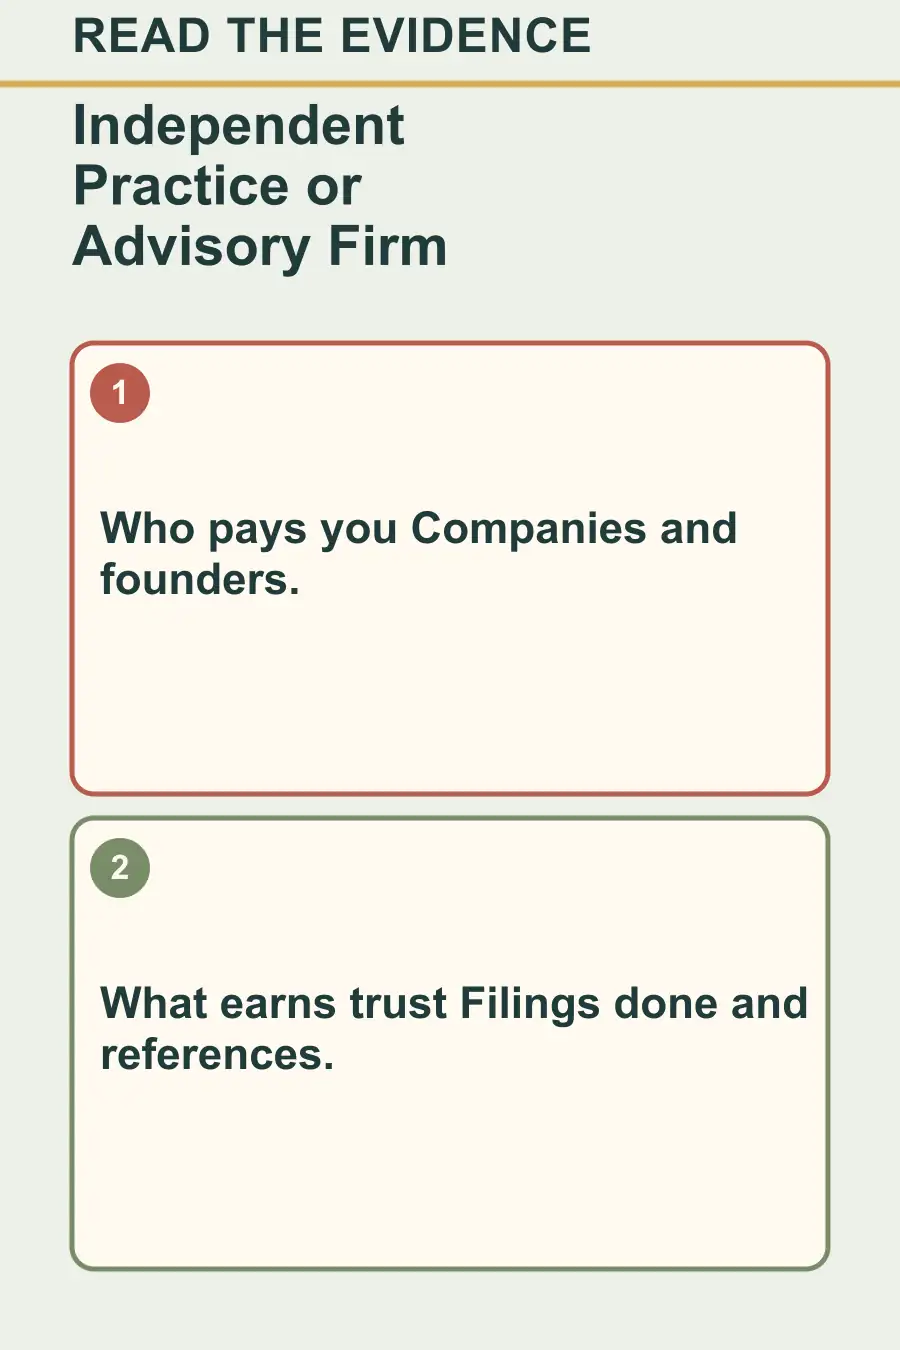 READ THE EVIDENCE
Independent
Practice or
Advisory Firm
1
Who pays you Companies and
founders.
2
What earns trust Filings done and
references.